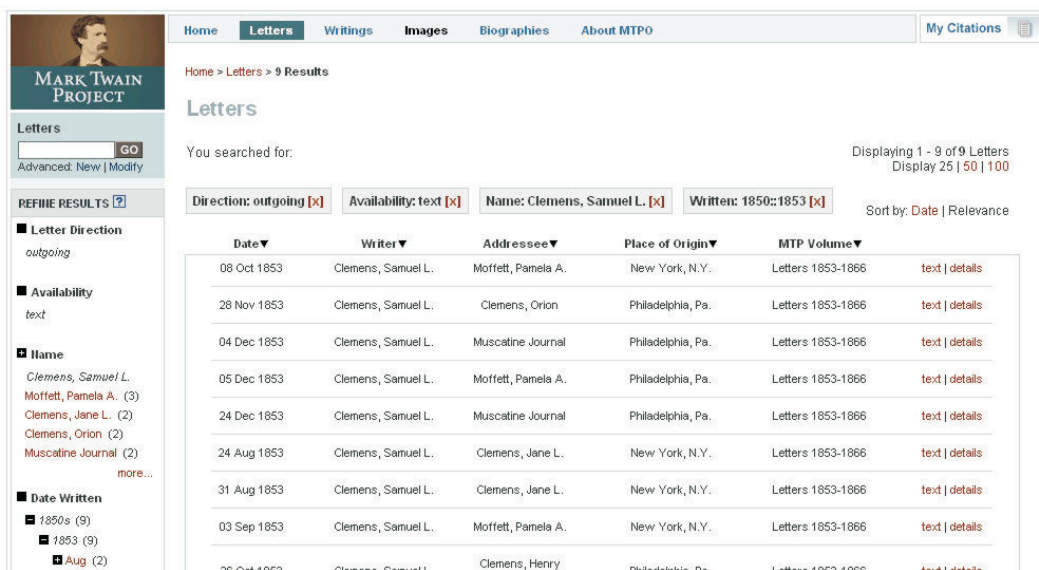 Home Letters Writings Images Biographies About MTPO My Citations
MARK TWAIN
PROJECT
Home > Letters > 9 Results
Letters
Letters
GO
Advanced: New | Modify
You searched for:
Displaying 1 - 9 of 9 Letters
Display 25 | 50 | 100
REFINE RESULTS ?
Direction: outgoing [x] Availability: text [x] Name: Clemens, Samuel L. [x] Written: 1850::1853 [x]
Sort by: Date | Relevance
Letter Direction
outgoing
Availability
text
Name
Clemens, Samuel L.
Moffett, Pamela A. (3)
Clemens, Jane L. (2)
Clemens, Orion (2)
Muscatine Journal (2)
more...
Date Written
1850s (9)
1853 (9)
Aug (2)
Date▼ Writer▼ Addressee▼ Place of Origin▼ MTP Volume▼
08 Oct 1853 Clemens, Samuel L. Moffett, Pamela A. New York, N.Y. Letters 1853-1866 text | details
28 Nov 1853 Clemens, Samuel L. Clemens, Orion Philadelphia, Pa. Letters 1853-1866 text | details
04 Dec 1853 Clemens, Samuel L. Muscatine Journal Philadelphia, Pa. Letters 1853-1866 text | details
05 Dec 1853 Clemens, Samuel L. Moffett, Pamela A. Philadelphia, Pa. Letters 1853-1866 text | details
24 Dec 1853 Clemens, Samuel L. Muscatine Journal Philadelphia, Pa. Letters 1853-1866 text | details
24 Aug 1853 Clemens, Samuel L. Clemens, Jane L. New York, N.Y. Letters 1853-1866 text | details
31 Aug 1853 Clemens, Samuel L. Clemens, Jane L. New York, N.Y. Letters 1853-1866 text | details
03 Sep 1853 Clemens, Samuel L. Moffett, Pamela A. New York, N.Y. Letters 1853-1866 text | details
Clemens, Henry